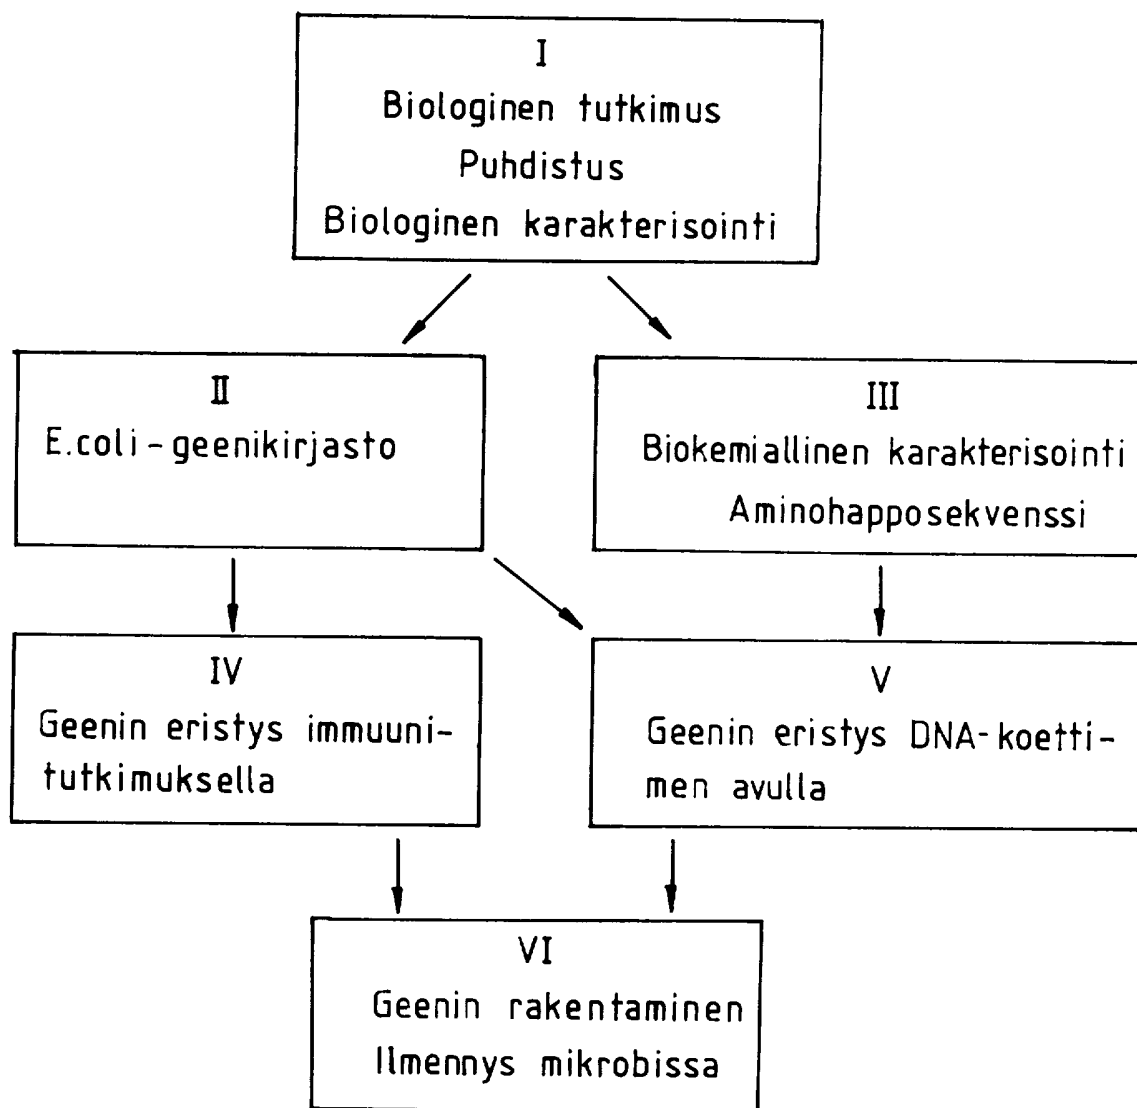 I
Biologinen tutkimus
Puhdistus
Biologinen karakterisointi
II
E.coli-geenikirjasto
III
Biokemiallinen karakterisointi
Aminohapposekvenssi
IV
Geenin eristys immuuni-
tutkimuksella
V
Geenin eristys DNA-koetti-
men avulla
VI
Geenin rakentaminen
Ilmennys mikrobissa